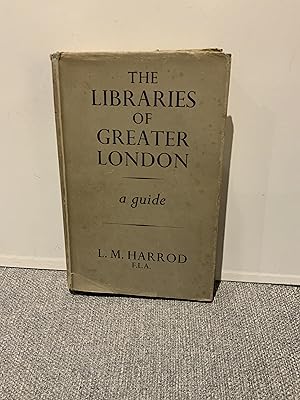 THE
LIBRARIES
OF
GREATER
LONDON
a guide
L. M. HARROD
F.L.A.